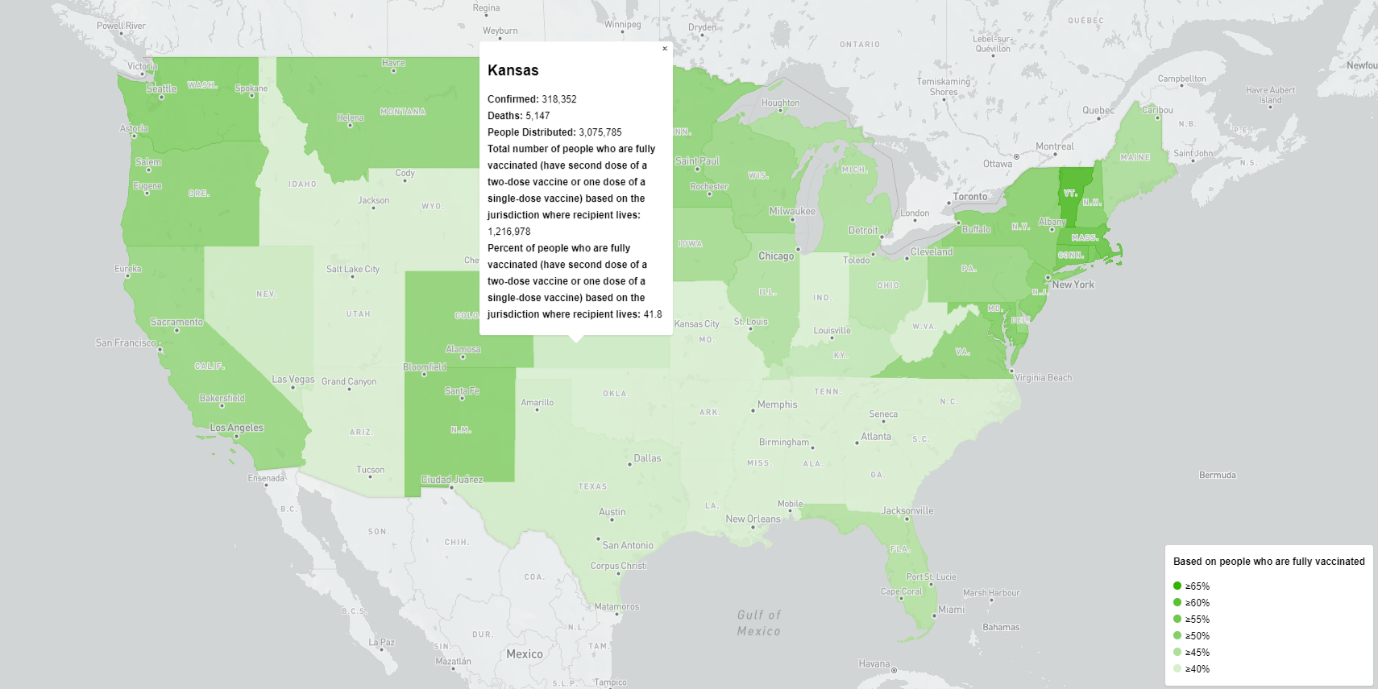 Regina
QUÉBEC
Powell River
Winnipeg
Dryden
Weyburn
Lebel-sur-
Quévillon
ONTARIO
×
Victoria
Havre
Newfou
Kansas
Temiskaming
Shores
Campbellton
Seattle
WASH.
Spokane
Havre Aubert
Island
Confirmed: 318,352
Houghton
Quebec
Caribou
MONTANA
Helena
Deaths: 5,147
N.B.
Astoria
People Distributed: 3,075,785
NN.
P.E.I.
Total number of people who are fully
vaccinated (have second dose of a
two-dose vaccine or one dose of a
single-dose vaccine) based on the
jurisdiction where recipient lives:
1,216,978
Percent of people who are fully
vaccinated (have second dose of a
two-dose vaccine or one dose of a
single-dose vaccine) based on the
jurisdiction where recipient lives: 41.8
Montreal
Saint John
MAINE
Ottawa
N.S.
Salem
Saint Paul
Cody
WIS.
MICH.
IDAHO
Eugene
ORE.
Rochester
VT.
N.H.
Toronto
Jackson
WYO.
Milwaukee
London
Albany
Buffalo
N.Y.
Detroit
MASS.
IOWA
Chicago
Cleveland
Toledo
CONN.
Eureka
Salt Lake City
Che
PA.
New York
NEV.
ILL.
IND.
OHIO
N.J.
UTAH
COLO.
MD.
DEL.
Sacramento
Kansas City
St. Louis
Louisville
W.VA.
San Francisco
MO.
Alamosa
KY.
VA.
CALIF.
Bloomfield
Las Vegas
Grand Canyon
Virginia Beach
Santa Fe
OKLA.
TENN.
Bakersfield
Amarillo
Memphis
N.C.
ARK.
Seneca
Los Angeles
ARIZ.
N.M.
Birmingham
Atlanta
S.C.
Dallas
MISS.
ALA.
Tucson
GA.
Ensenada
Ciudad Juárez
Bermuda
TEXAS
B.C.
LA.
Mobile
Jacksonville
Austin
New Orleans
SON.
CHIH.
San Antonio
FLA.
Based on people who are fully vaccinated
Corpus Christi
COA.
Port St. Lucie
≥65%
Cape Coral
Marsh Harbour
≥60%
B.C.S.
Matamoros
Miami
Gulf of
Mexico
≥55%
N.L.
Bahamas
DUR.
≥50%
La Paz
SIN.
TAM.
Mexico
≥45%
Mazatlán
Havana
≥40%
S.L.P.
Tampico